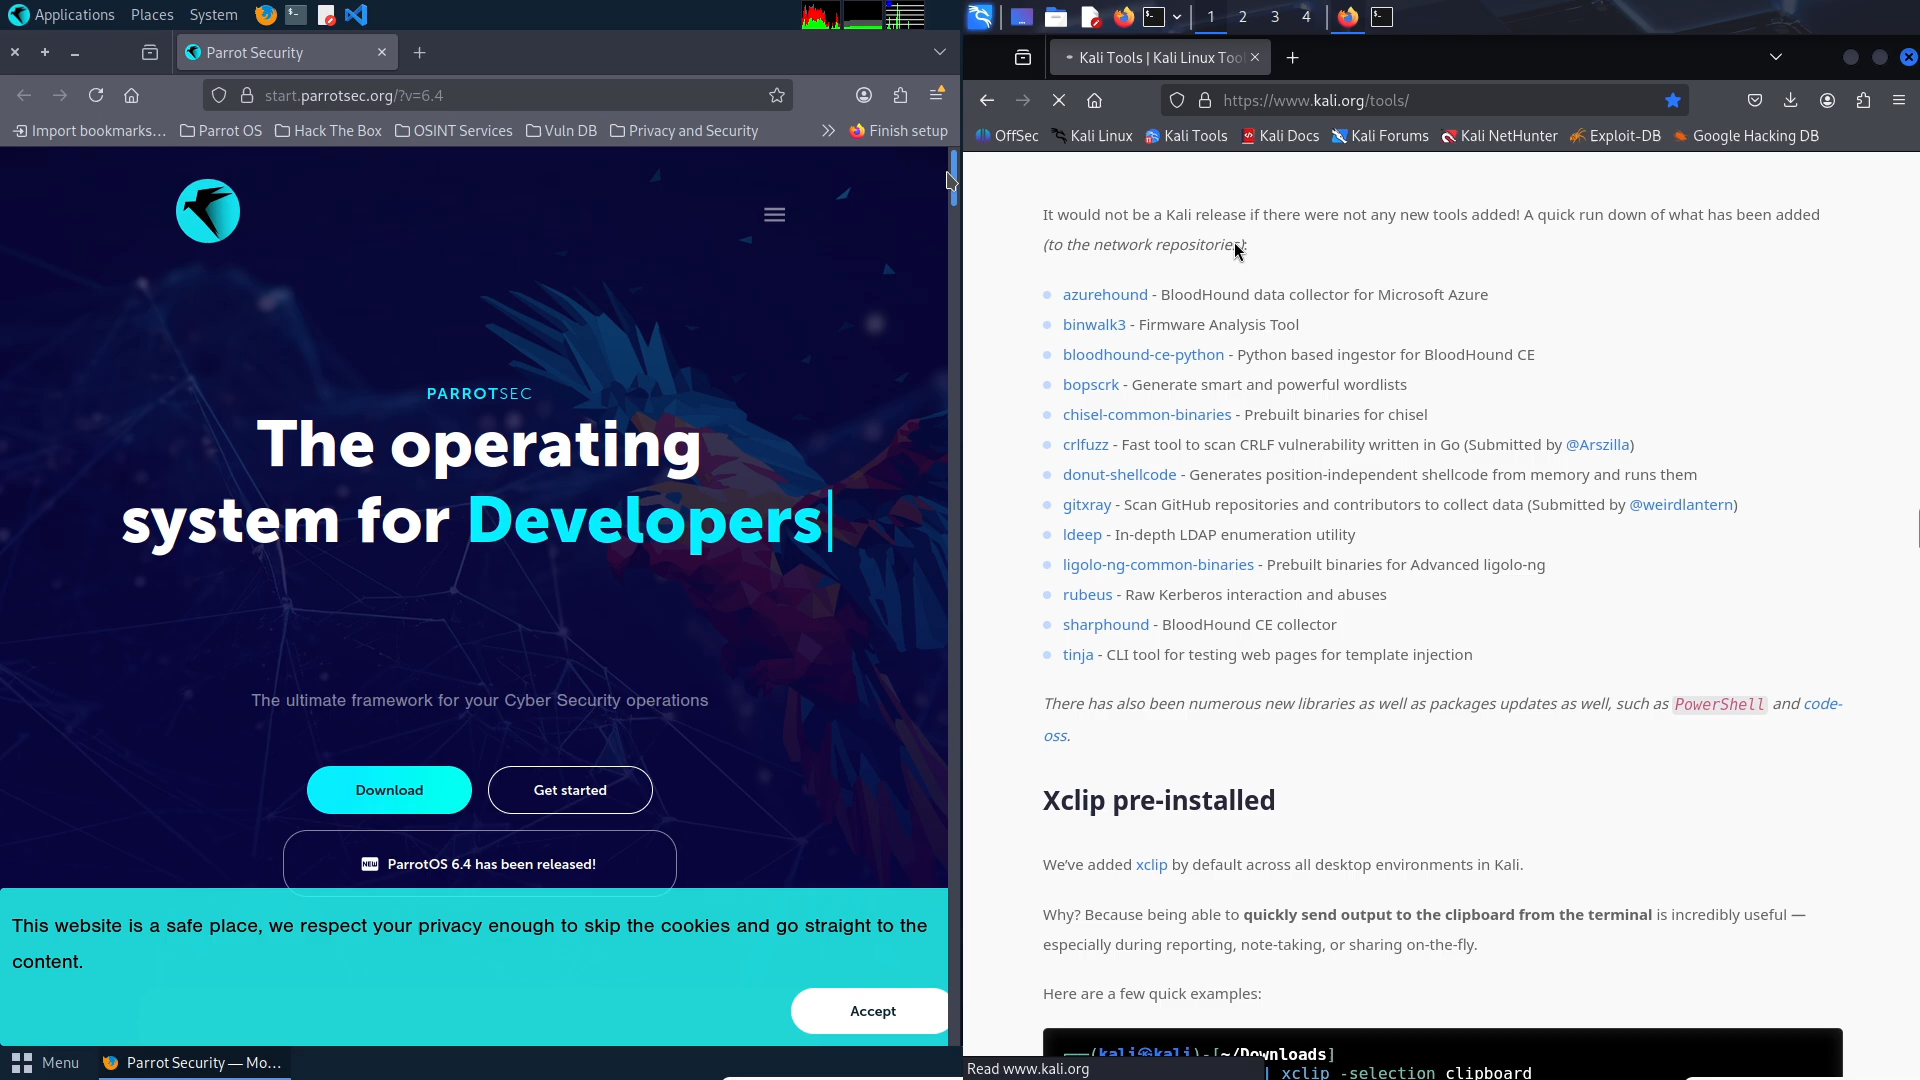 Applications Places System
Parrot Security
start.parrotsec.org/?v=6.4
Import bookmarks... Parrot OS Hack The Box OSINT Services Vuln DB Privacy and Security Finish setup
PARROTSEC
The operating
system for Developers
The ultimate framework for your Cyber Security operations
Download Get started
NEW ParrotOS 6.4 has been released!
This website is a safe place, we respect your privacy enough to skip the cookies and go straight to the
content.
Accept
Menu Parrot Security — Mo...
1 2 3 4
Kali Tools | Kali Linux Too
https://www.kali.org/tools/
OffSec Kali Linux Kali Tools Kali Docs Kali Forums Kali NetHunter Exploit-DB Google Hacking DB
It would not be a Kali release if there were not any new tools added! A quick run down of what has been added
(to the network repositories):
azurehound - BloodHound data collector for Microsoft Azure
binwalk3 - Firmware Analysis Tool
bloodhound-ce-python - Python based ingestor for BloodHound CE
bopscrk - Generate smart and powerful wordlists
chisel-common-binaries - Prebuilt binaries for chisel
crlfuzz - Fast tool to scan CRLF vulnerability written in Go (Submitted by @Arszilla)
donut-shellcode - Generates position-independent shellcode from memory and runs them
gitxray - Scan GitHub repositories and contributors to collect data (Submitted by @weirdlantern)
ldeep - In-depth LDAP enumeration utility
ligolo-ng-common-binaries - Prebuilt binaries for Advanced ligolo-ng
rubeus - Raw Kerberos interaction and abuses
sharphound - BloodHound CE collector
tinja - CLI tool for testing web pages for template injection
There has also been numerous new libraries as well as packages updates as well, such as PowerShell and code-
oss.
Xclip pre-installed
We've added xclip by default across all desktop environments in Kali.
Why? Because being able to quickly send output to the clipboard from the terminal is incredibly useful —
especially during reporting, note-taking, or sharing on-the-fly.
Here are a few quick examples:
(kali㉿kali)-[~/Downloads]
| xclip -selection clipboard
Read www.kali.org